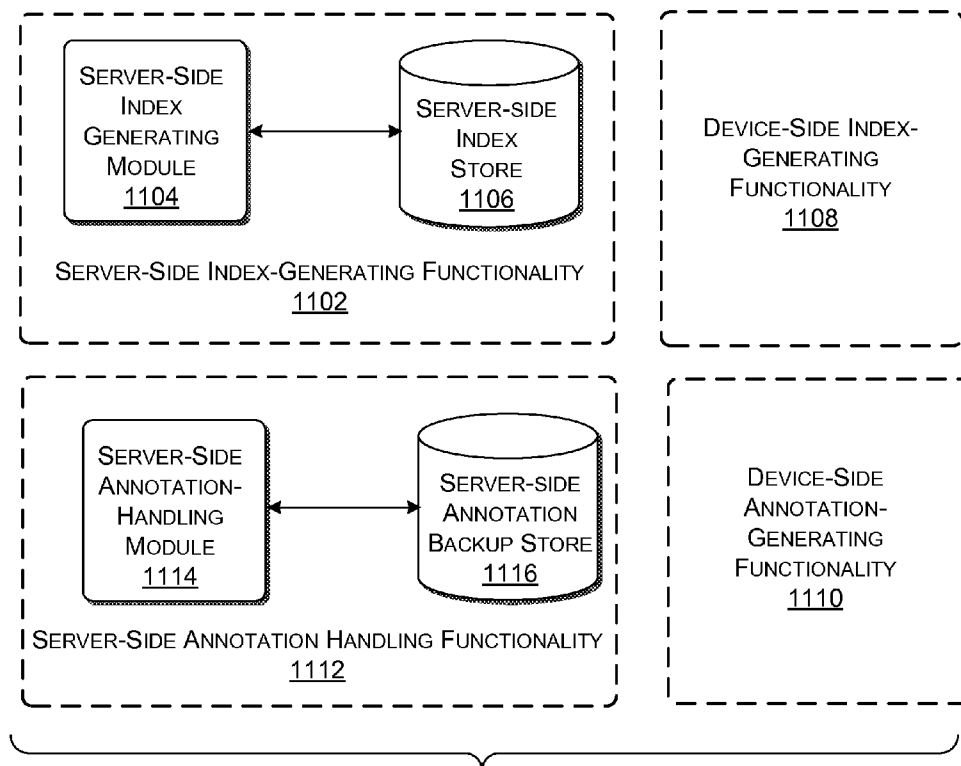 SERVER-SIDE
INDEX
GENERATING
MODULE
1104
SERVER-SIDE
INDEX
STORE
1106
SERVER-SIDE INDEX-GENERATING FUNCTIONALITY
1102
DEVICE-SIDE INDEX-
GENERATING
FUNCTIONALITY
1108
SERVER-SIDE
ANNOTATION-
HANDLING
MODULE
1114
SERVER-SIDE
ANNOTATION
BACKUP STORE
1116
SERVER-SIDE ANNOTATION HANDLING FUNCTIONALITY
1112
DEVICE-SIDE
ANNOTATION-
GENERATING
FUNCTIONALITY
1110